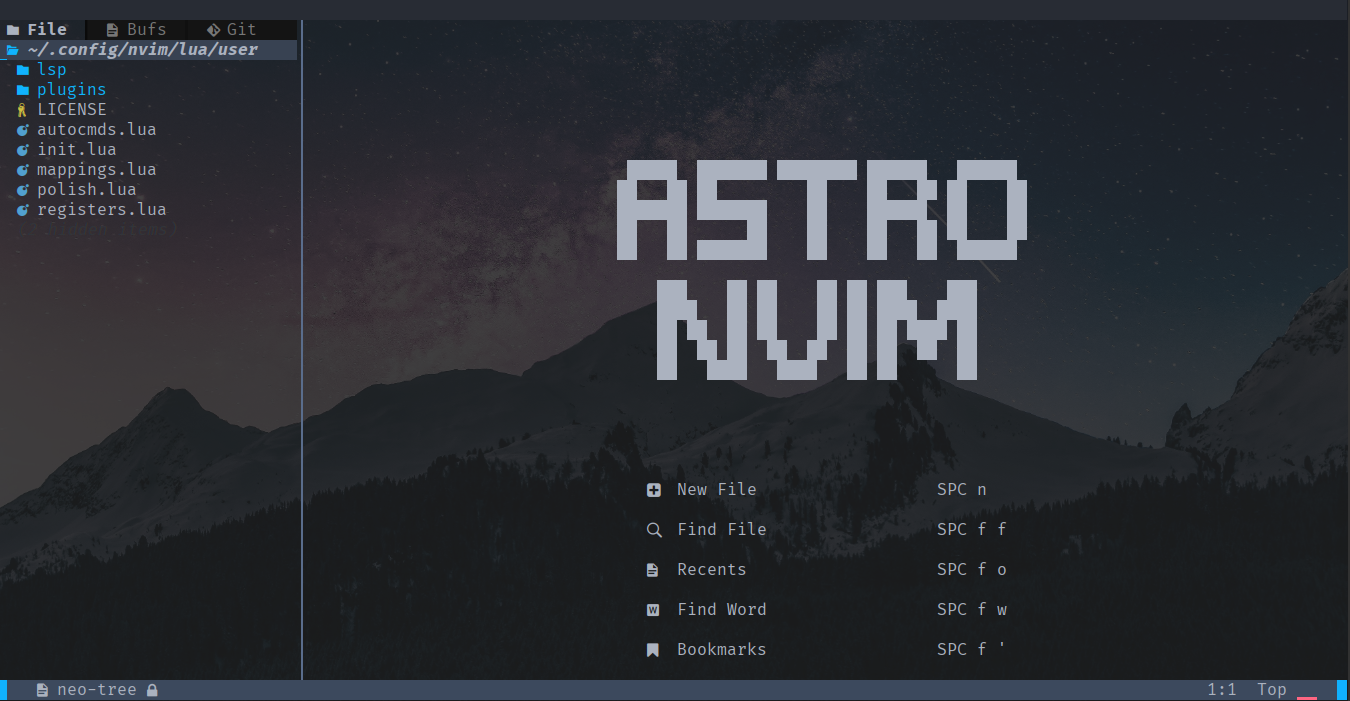 File Bufs Git
~/.config/nvim/lua/user
lsp
plugins
LICENSE
autocmds.lua
init.lua
mappings.lua
polish.lua
registers.lua
hidden items)
ASTRO
NVIM
New File SPC n
Find File SPC f f
Recents SPC f o
Find Word SPC f w
Bookmarks SPC f '
neo-tree 1:1 Top